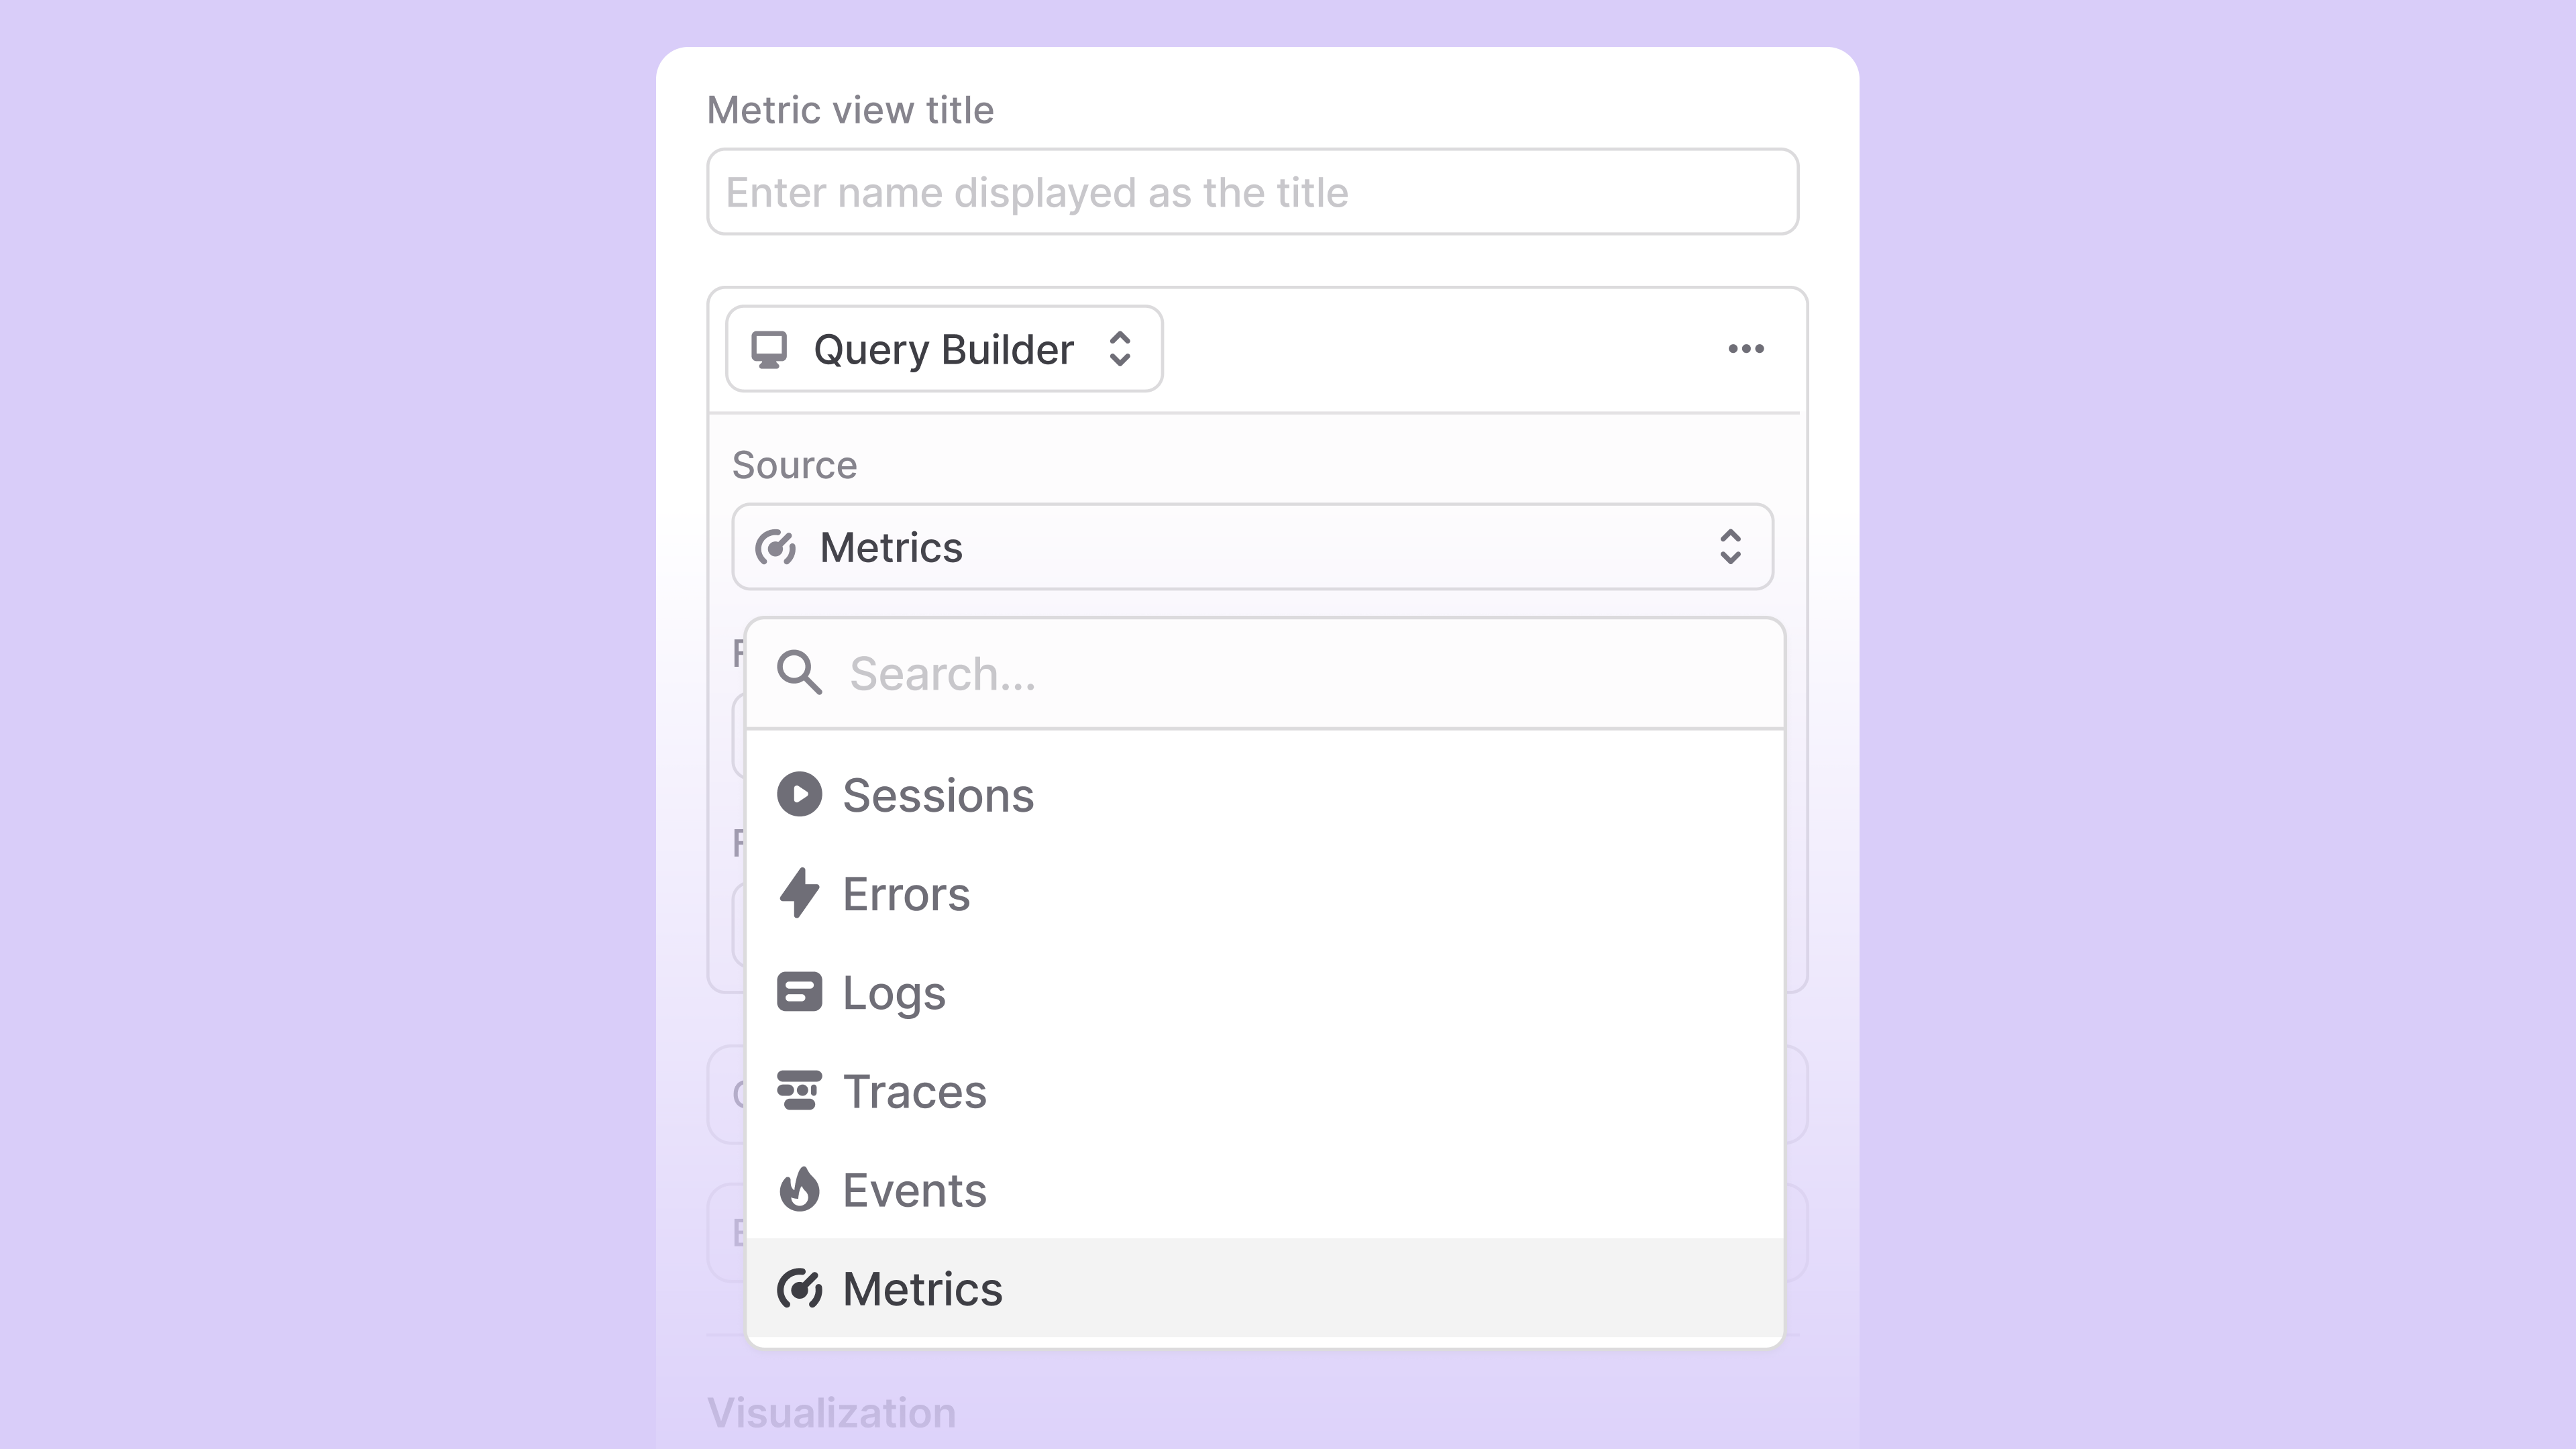 Metric view title
Enter name displayed as the title
Query Builder
Source
Metrics
Search...
Sessions
Errors
Logs
Traces
Events
Metrics
Visualization